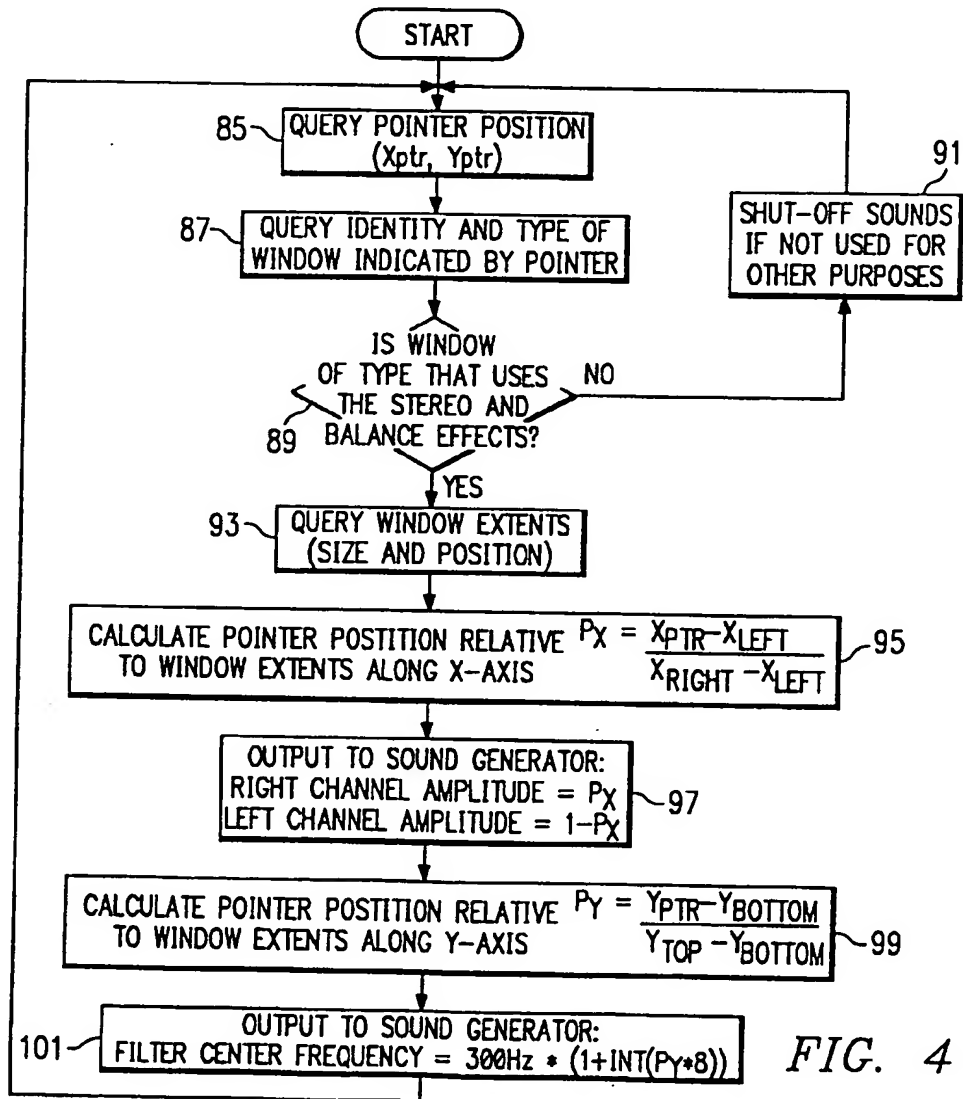 START
85
QUERY POINTER POSITION
(Xptr, Yptr)
91
SHUT-OFF SOUNDS
IF NOT USED FOR
OTHER PURPOSES
87
QUERY IDENTITY AND TYPE OF
WINDOW INDICATED BY POINTER
IS WINDOW
OF TYPE THAT USES
THE STEREO AND
BALANCE EFFECTS?
NO
89
YES
93
QUERY WINDOW EXTENTS
(SIZE AND POSITION)
CALCULATE POINTER POSTITION RELATIVE
TO WINDOW EXTENTS ALONG X-AXIS
PX = XPTR-XLEFT
XRIGHT -XLEFT
95
OUTPUT TO SOUND GENERATOR:
RIGHT CHANNEL AMPLITUDE = PX
LEFT CHANNEL AMPLITUDE = 1-PX
97
CALCULATE POINTER POSTITION RELATIVE
TO WINDOW EXTENTS ALONG Y-AXIS
PY = YPTR-YBOTTOM
YTOP -YBOTTOM
99
OUTPUT TO SOUND GENERATOR:
FILTER CENTER FREQUENCY = 300Hz * (1+INT(PY*8))
101
FIG. 4